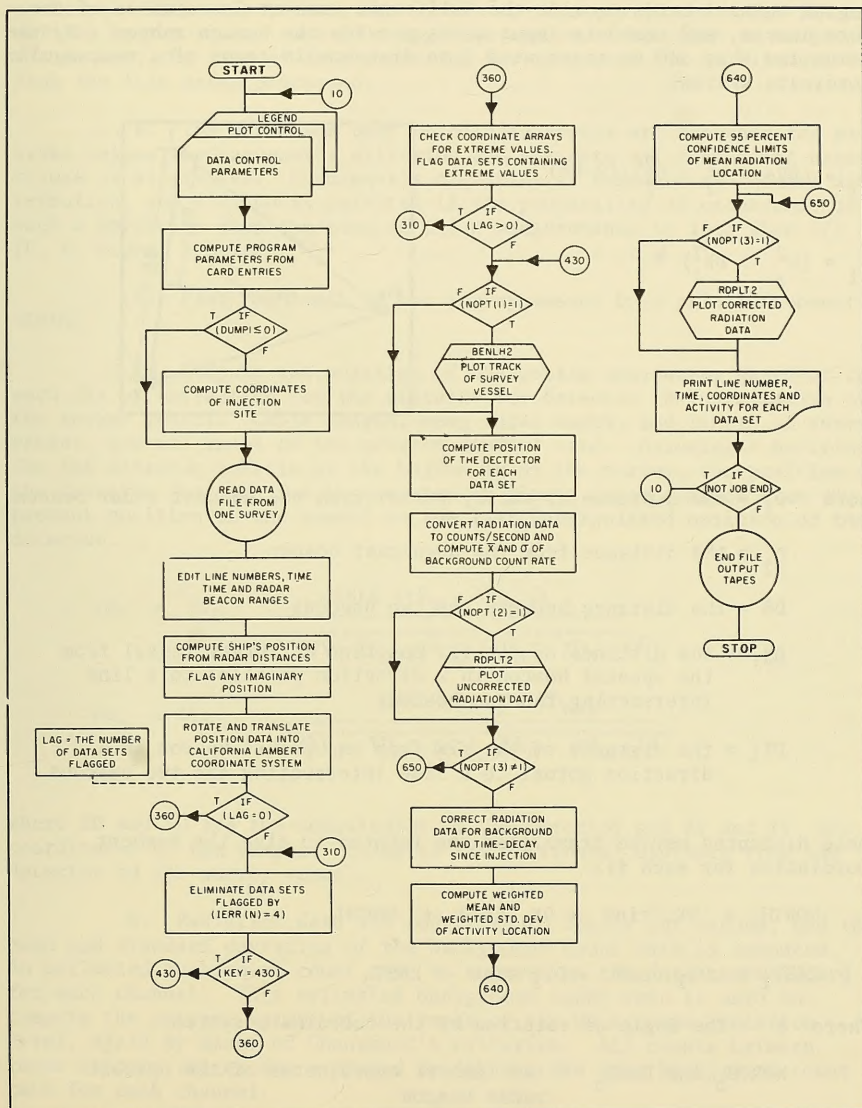 START
10
LEGEND
PLOT CONTROL
DATA CONTROL
PARAMETERS
COMPUTE PROGRAM
PARAMETERS FROM
CARD ENTRIES
T IF
(DUMP1 ≤ 0)
F
COMPUTE COORDINATES
OF INJECTION
SITE
READ DATA
FILE FROM
ONE SURVEY
EDIT LINE NUMBERS, TIME
TIME AND RADAR
BEACON RANGES
COMPUTE SHIP'S POSITION
FROM RADAR DISTANCES
FLAG ANY IMAGINARY
POSITION
ROTATE AND TRANSLATE
POSITION DATA INTO
CALIFORNIA LAMBERT
COORDINATE SYSTEM
LAG = THE NUMBER
OF DATA SETS
FLAGGED
T IF
360
(LAG = 0)
F
310
ELIMINATE DATA SETS
FLAGGED BY
(IERR (N) = 4)
T IF
430
(KEY = 430)
F
360
360
CHECK COORDINATE ARRAYS
FOR EXTREME VALUES.
FLAG DATA SETS CONTAINING
EXTREME VALUES
T IF
310
(LAG > 0)
F
430
F IF
(NOPT (1) = 1)
T
BENLH2
PLOT TRACK
OF SURVEY
VESSEL
COMPUTE POSITION
OF THE DECTECTOR
FOR EACH
DATA SET
CONVERT RADIATION DATA
TO COUNTS/SECOND AND
COMPUTE X̅ AND σ OF
BACKGROUND COUNT RATE
F IF
(NOPT (2) = 1)
T
RDPLT2
PLOT
UNCORRECTED
RADIATION DATA
T IF
650
(NOPT (3) ≠ 1)
F
CORRECT RADIATION
DATA FOR BACKGROUND
AND TIME-DECAY
SINCE INJECTION
COMPUTE WEIGHTED
MEAN AND
WEIGHTED STD. DEV
OF ACTIVITY LOCATION
640
640
COMPUTE 95 PERCENT
CONFIDENCE LIMITS
OF MEAN RADIATION
LOCATION
650
F IF
(NOPT (3) = 1)
T
RDPLT2
PLOT CORRECTED
RADIATION
DATA
PRINT LINE NUMBER,
TIME, COORDINATES AND
ACTIVITY FOR EACH
DATA SET
T IF
10
(NOT JOB END)
F
END FILE
OUTPUT
TAPES
STOP